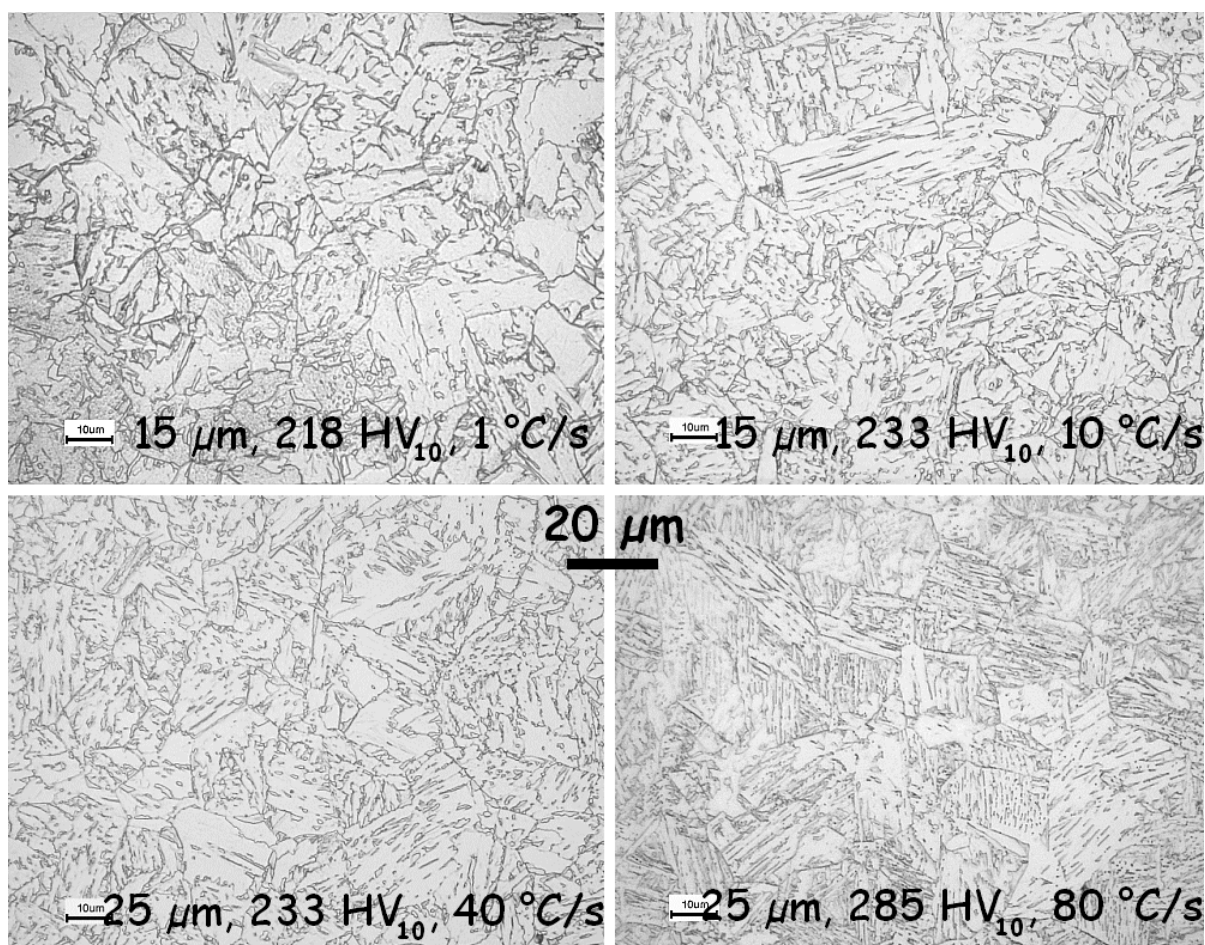 10um
15 µm, 218 HV10, 1 °C/s
10um
15 µm, 233 HV10, 10 °C/s
20 µm
10um
25 µm, 233 HV10, 40 °C/s
10um
25 µm, 285 HV10, 80 °C/s